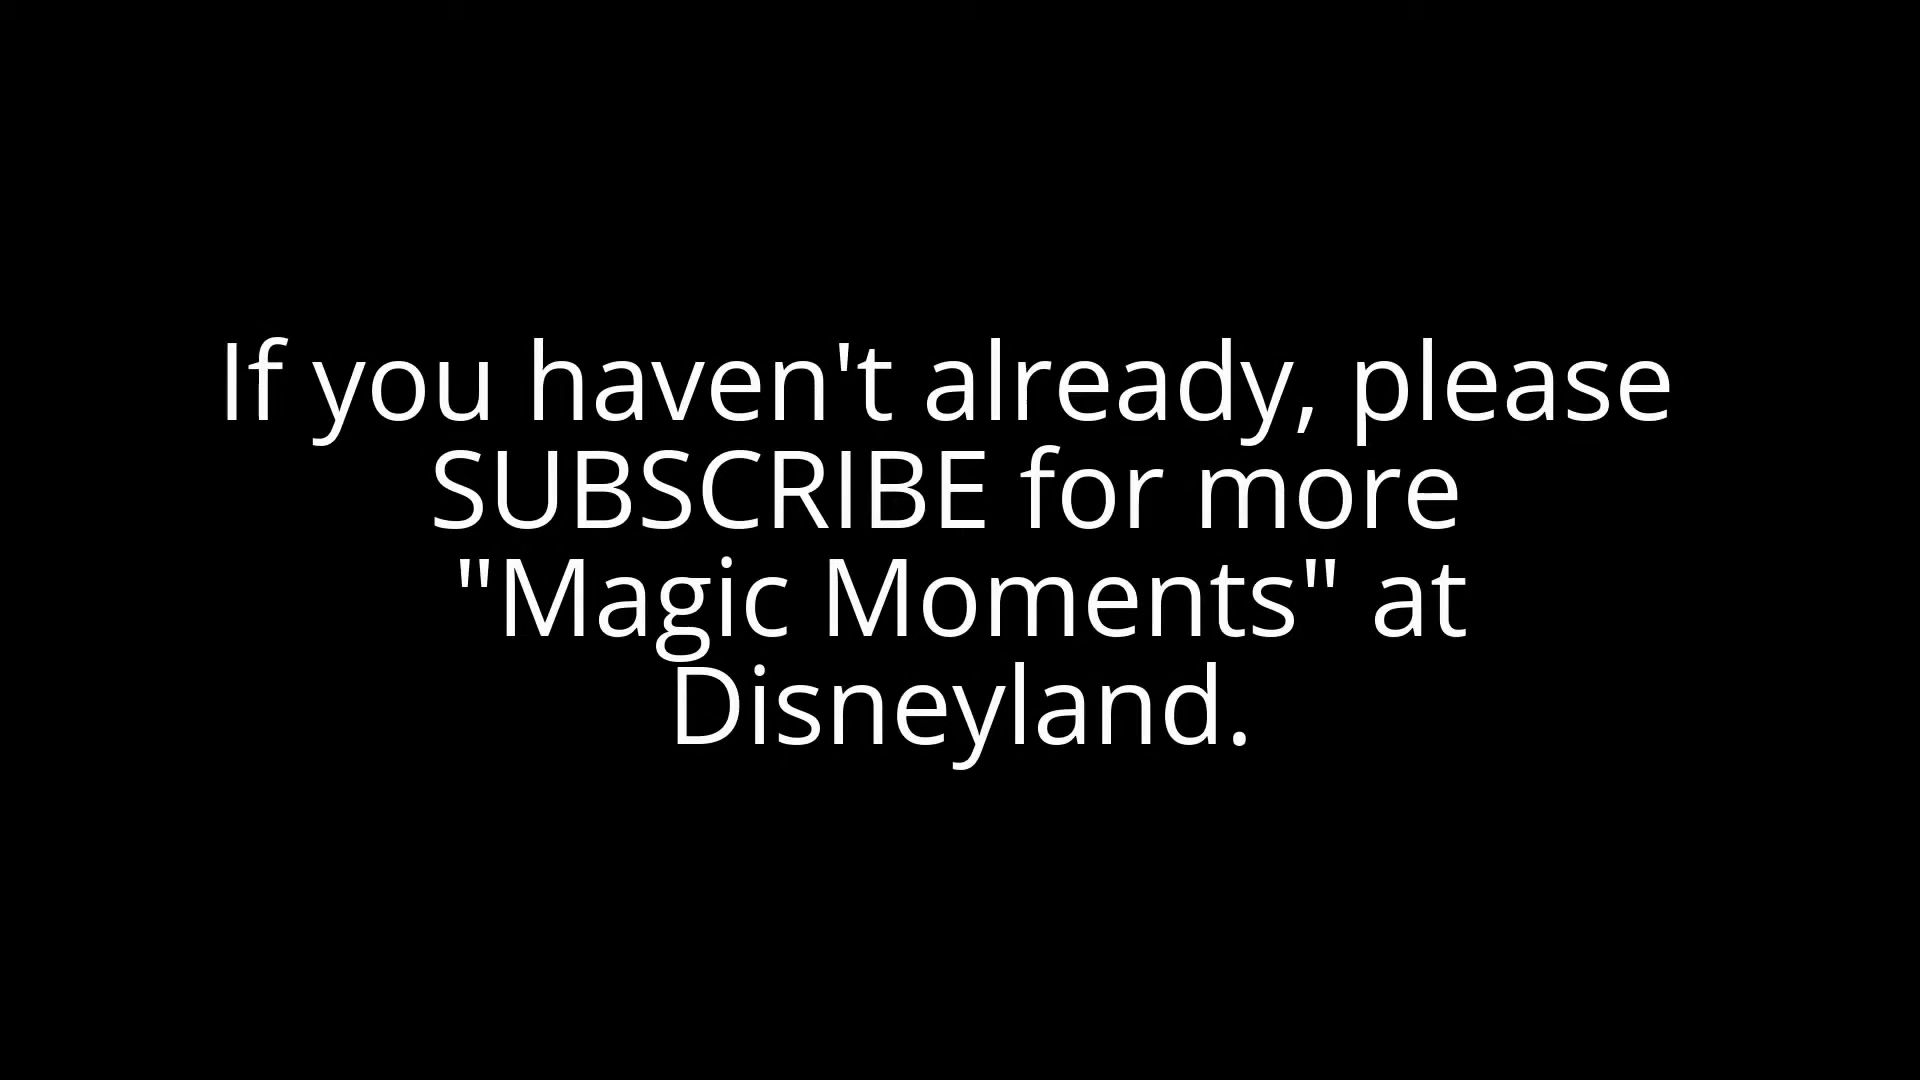 If you haven't already, please
SUBSCRIBE for more
"Magic Moments" at
Disneyland.